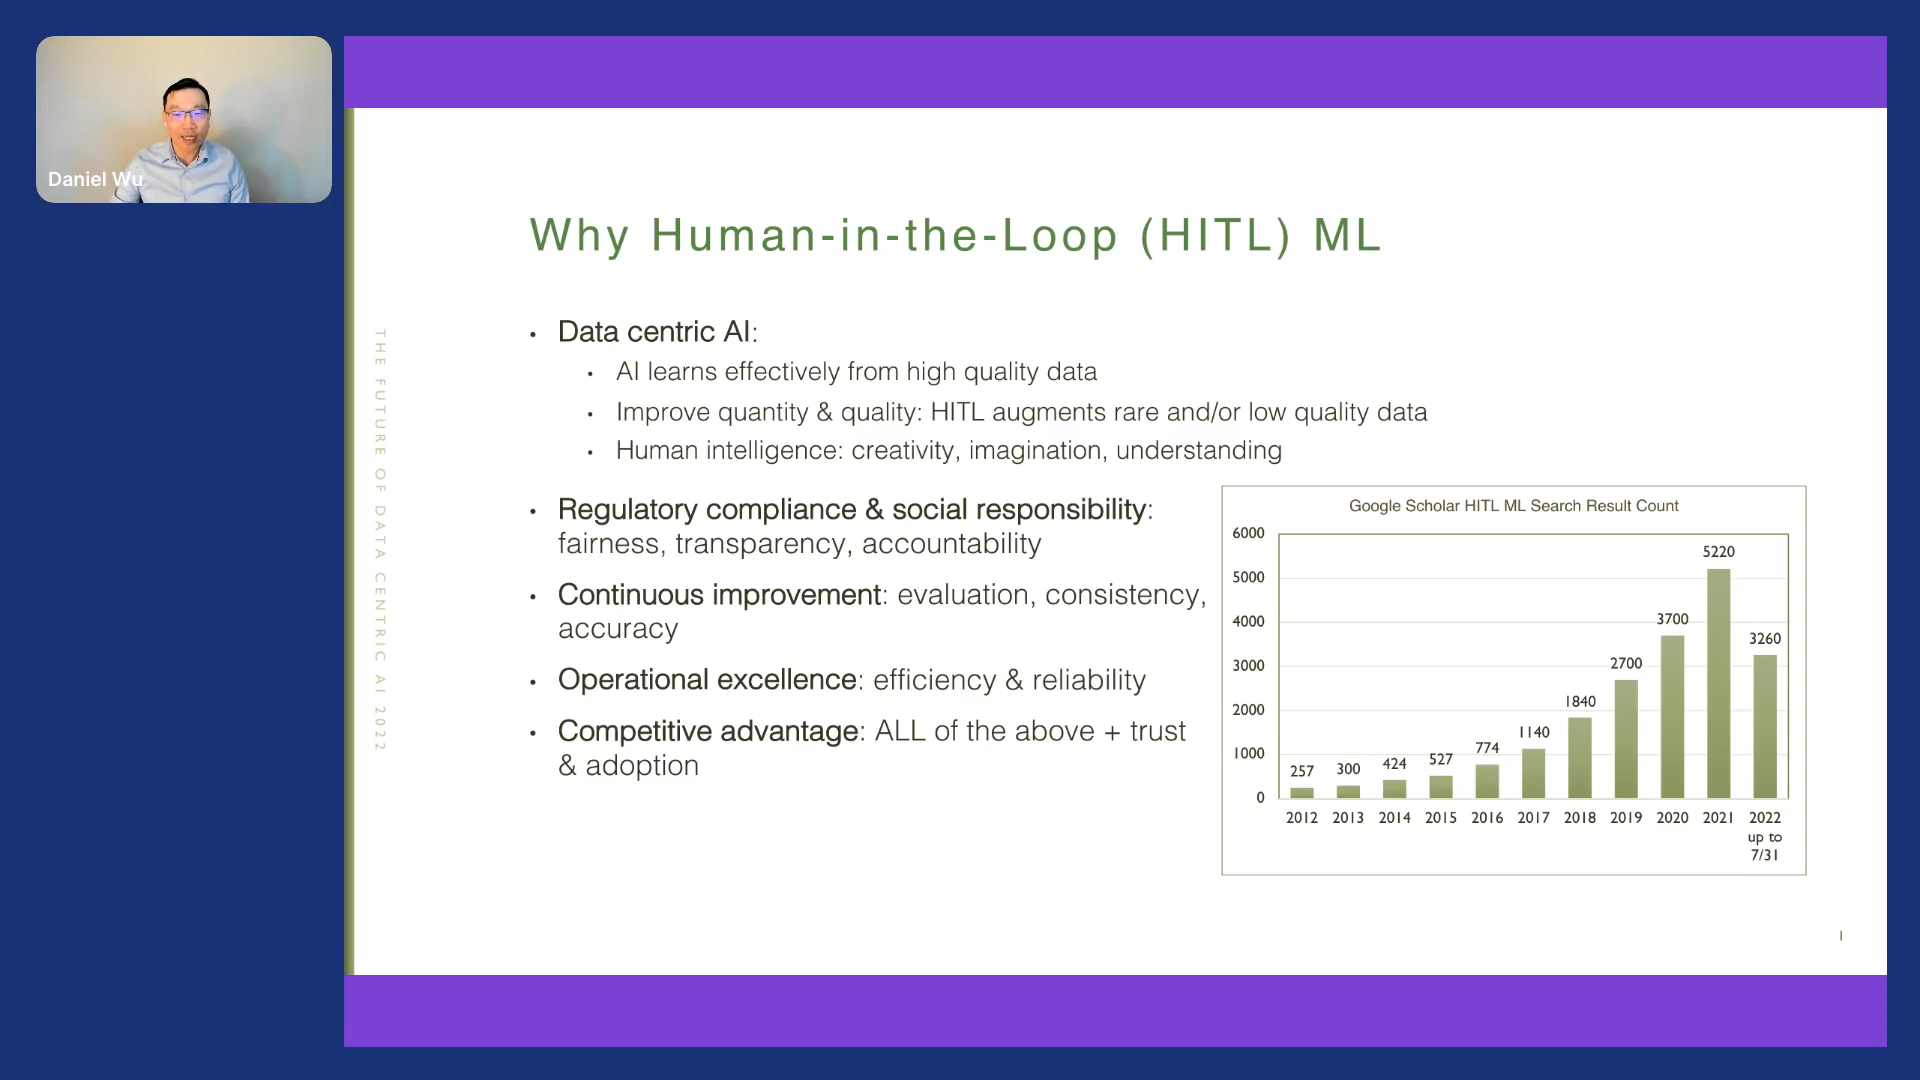 Daniel Wu
THE FUTURE OF DATA CENTRIC AI 2022
Why Human-in-the-Loop (HITL) ML
• Data centric AI:
• AI learns effectively from high quality data
• Improve quantity & quality: HITL augments rare and/or low quality data
• Human intelligence: creativity, imagination, understanding
• Regulatory compliance & social responsibility:
fairness, transparency, accountability
• Continuous improvement: evaluation, consistency,
accuracy
• Operational excellence: efficiency & reliability
• Competitive advantage: ALL of the above + trust
& adoption
Google Scholar HITL ML Search Result Count
6000
5000
4000
3000
2000
1000
0
257
300
424
527
774
1140
1840
2700
3700
5220
3260
2012 2013 2014 2015 2016 2017 2018 2019 2020 2021 2022
up to
7/31
1